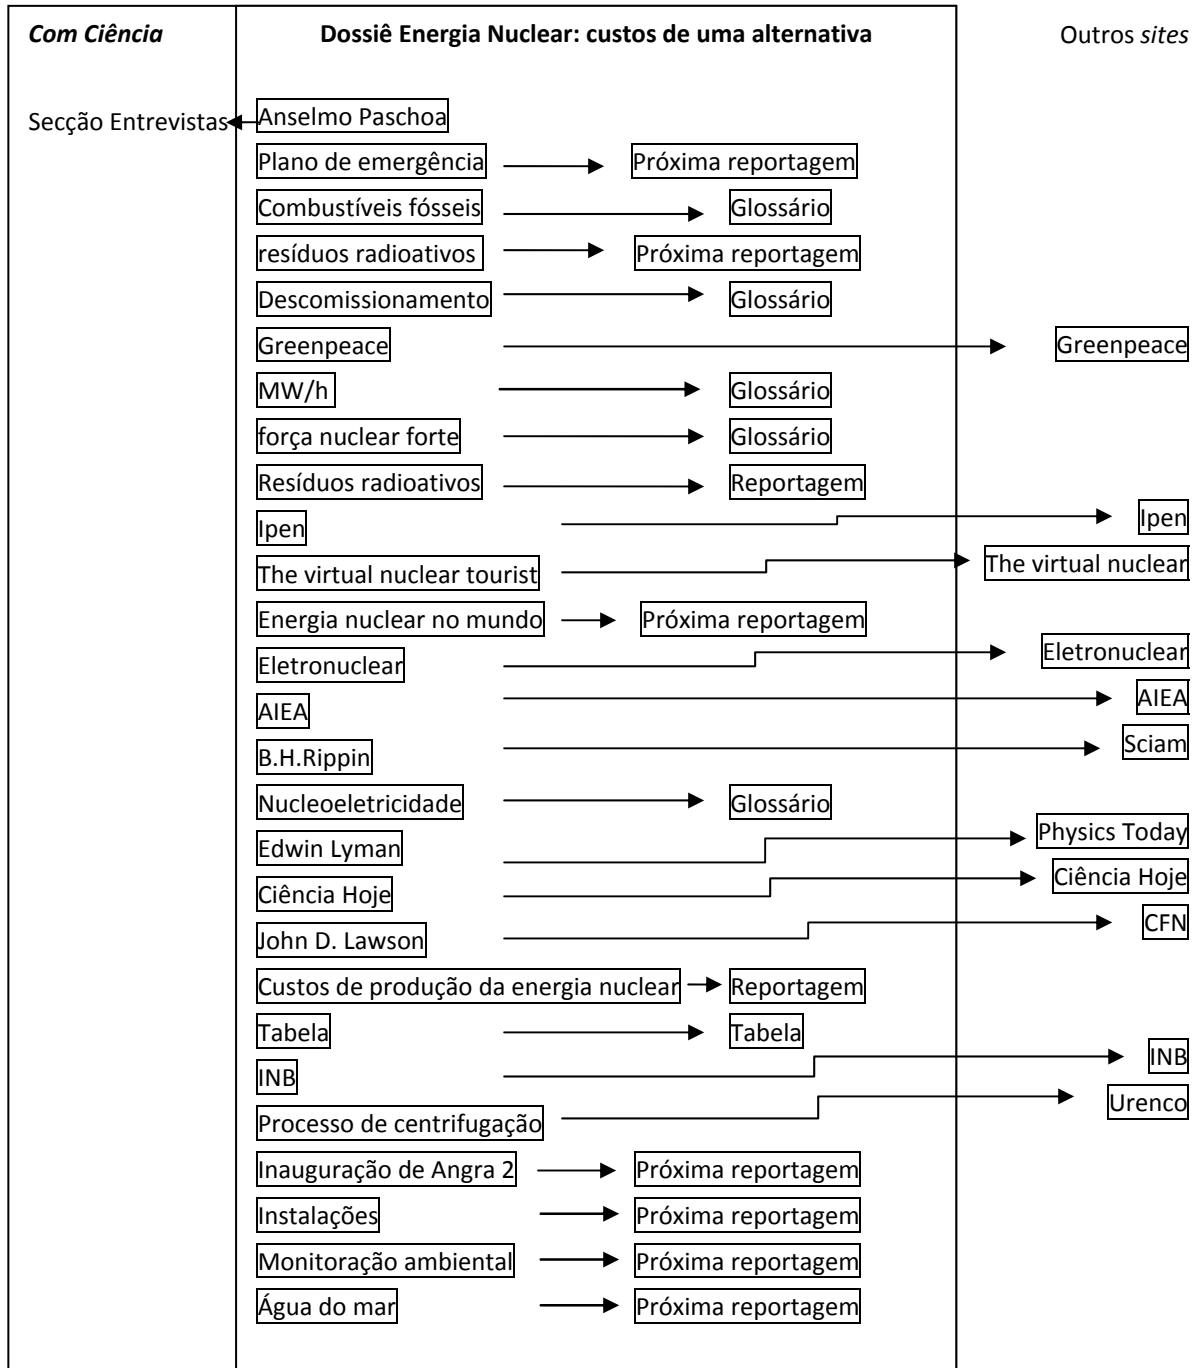 Com Ciência Dossiê Energia Nuclear: custos de uma alternativa Outros sites
Secção Entrevistas Anselmo Paschoa
Plano de emergência Próxima reportagem
Combustíveis fósseis Glossário
resíduos radioativos Próxima reportagem
Descomissionamento Glossário
Greenpeace Greenpeace
MW/h Glossário
força nuclear forte Glossário
Resíduos radioativos Reportagem
Ipen Ipen
The virtual nuclear tourist The virtual nuclear
Energia nuclear no mundo Próxima reportagem
Eletronuclear Eletronuclear
AIEA AIEA
B.H.Rippin Sciam
Nucleoeletricidade Glossário
Edwin Lyman Physics Today
Ciência Hoje Ciência Hoje
John D. Lawson CFN
Custos de produção da energia nuclear Reportagem
Tabela Tabela
INB INB
Processo de centrifugação Urenco
Inauguração de Angra 2 Próxima reportagem
Instalações Próxima reportagem
Monitoração ambiental Próxima reportagem
Água do mar Próxima reportagem